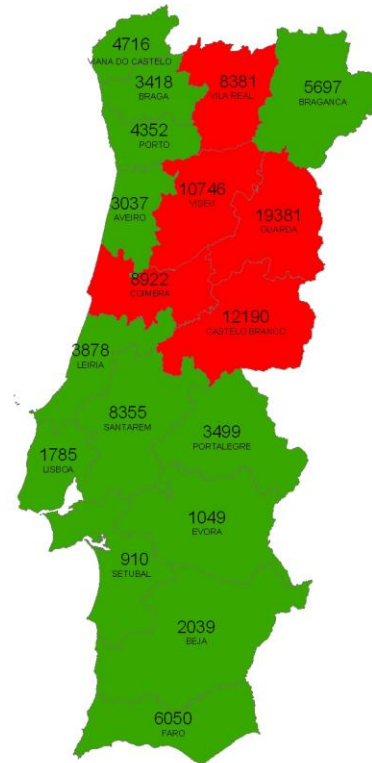 4716
VIANA DO CASTELO
3418
BRAGA
8381
VILA REAL
5697
BRAGANCA
4352
PORTO
10746
VISEU
3037
AVEIRO
19381
GUARDA
8922
COIMBRA
12190
CASTELO BRANCO
3878
LEIRIA
8355
SANTAREM
3499
PORTALEGRE
1785
LISBOA
1049
EVORA
910
SETUBAL
2039
BEJA
6050
FARO